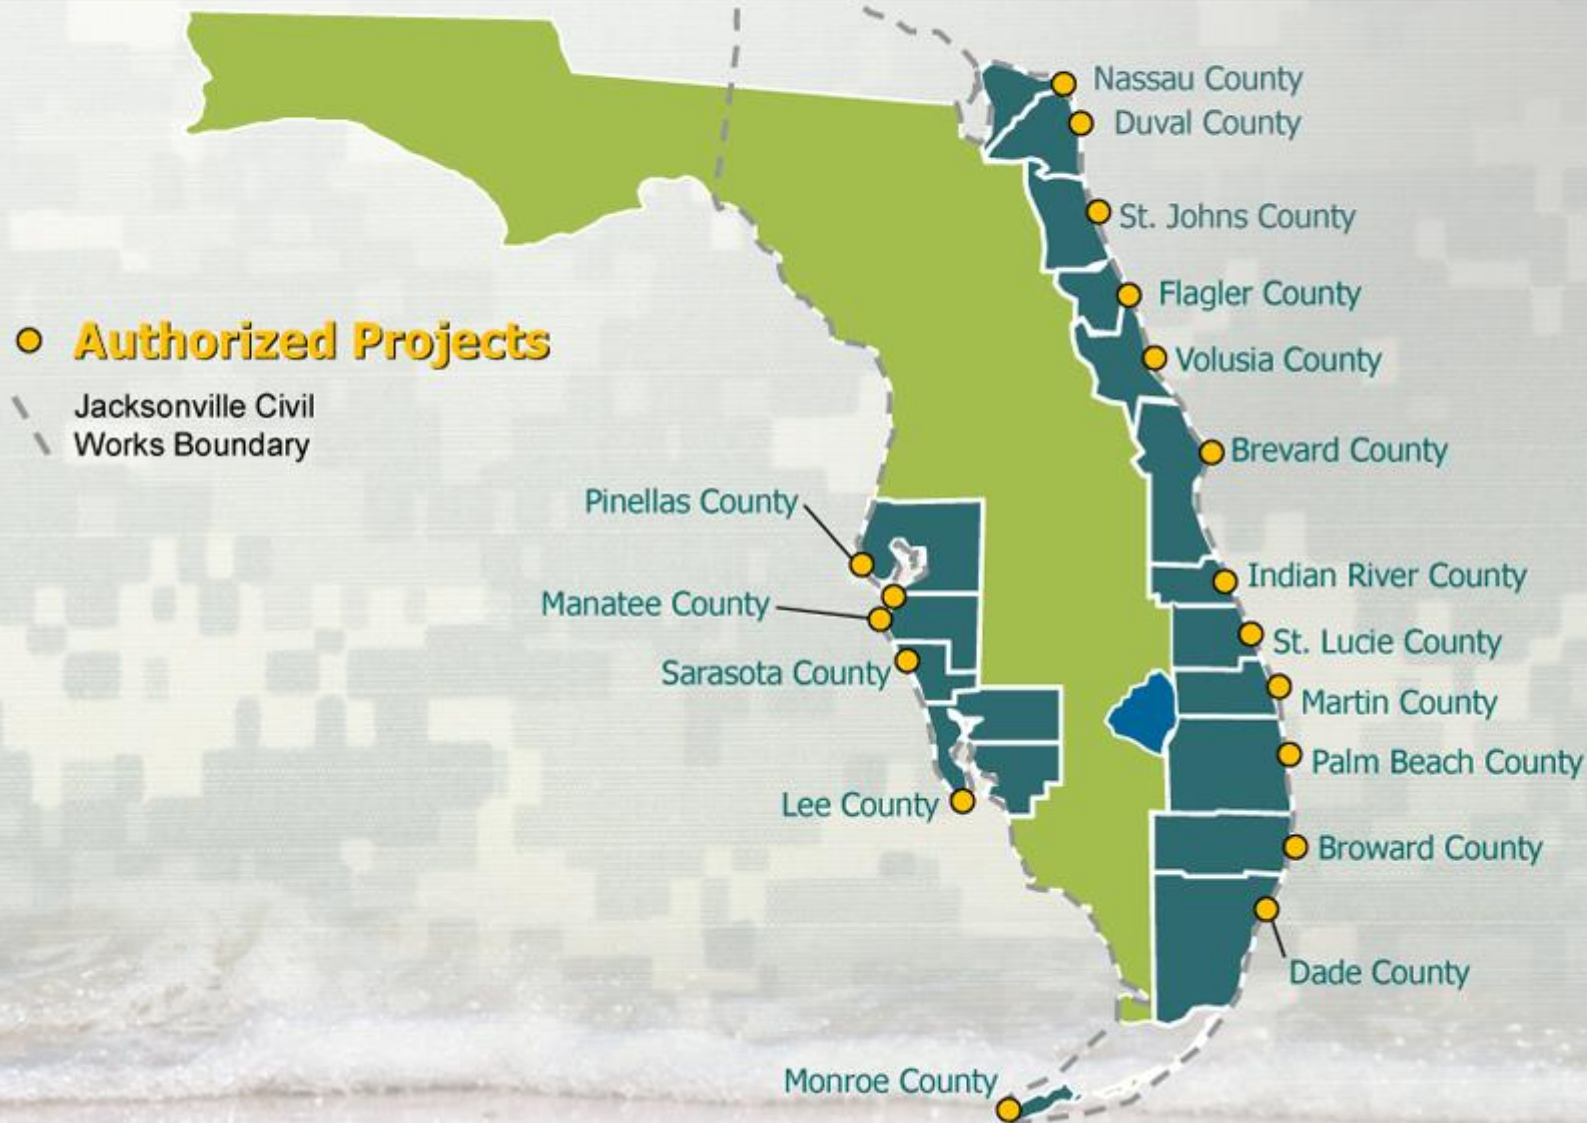 Nassau County
Duval County
St. Johns County
Flagler County
Authorized Projects
Volusia County
Jacksonville Civil
Works Boundary
Brevard County
Pinellas County
Indian River County
Manatee County
St. Lucie County
Sarasota County
Martin County
Palm Beach County
Lee County
Broward County
Dade County
Monroe County